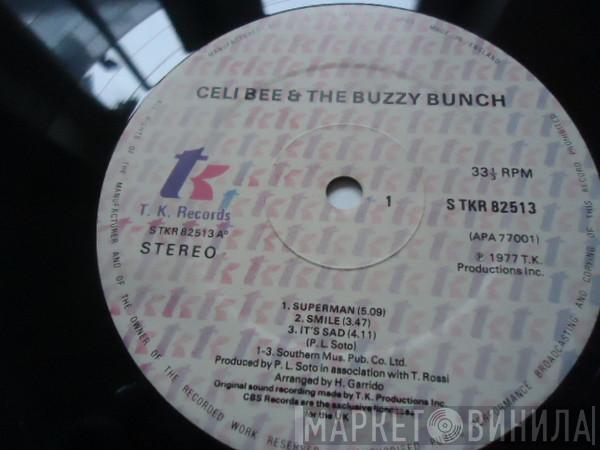 CELI BEE & THE BUZZY BUNCH
tk
T. K. Records
S TKR 82513 A°
STEREO
1
33⅓ RPM
S TKR 82513
(APA 77001)
℗ 1977 T.K.
Productions Inc.
1. SUPERMAN (5.09)
2. SMILE (3.47)
3. IT'S SAD (4.11)
(P. L. Soto)
1-3. Southern Mus. Pub. Co. Ltd.
Produced by P. L. Soto in association with T. Rossi
Arranged by H. Garrido
Original sound recording made by T. K. Productions Inc.
CBS Records are the exclusive licensees
for the UK
ALL RIGHTS OF THE MANUFACTURER AND OF THE OWNER OF THE RECORDED WORK RESERVED
PERFORMANCE BROADCASTING AND COPYING OF THIS RECORD PROHIBITED
МАРКЕТ ВИНИЛА